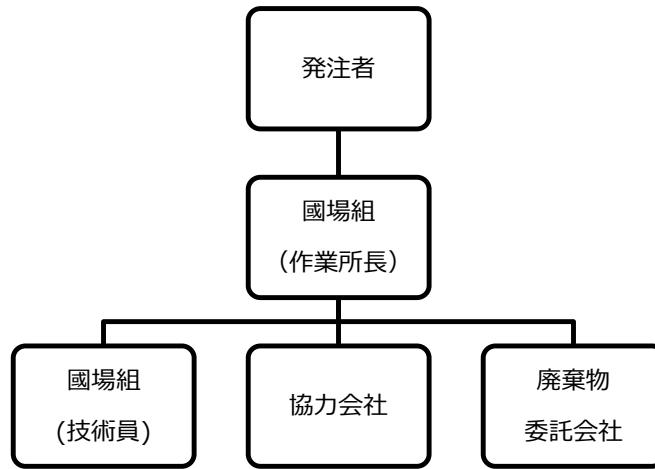 発注者
國場組
（作業所長）
國場組
(技術員)
協力会社
廃棄物
委託会社